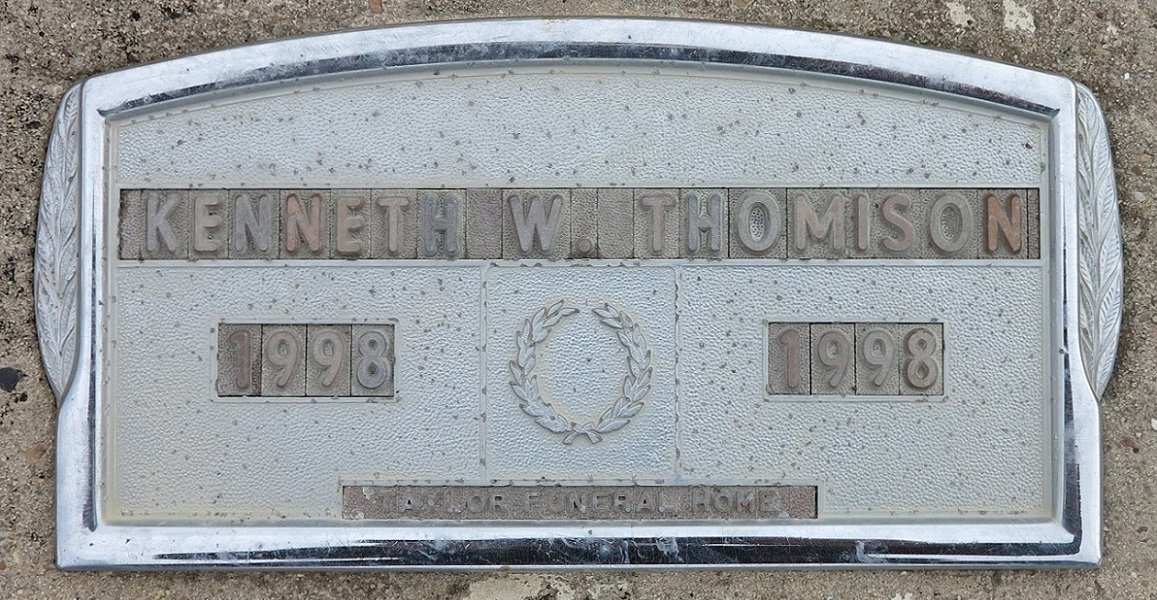 KENNETH W. THOMISON
1998 1998
TAYLOR FUNERAL HOME